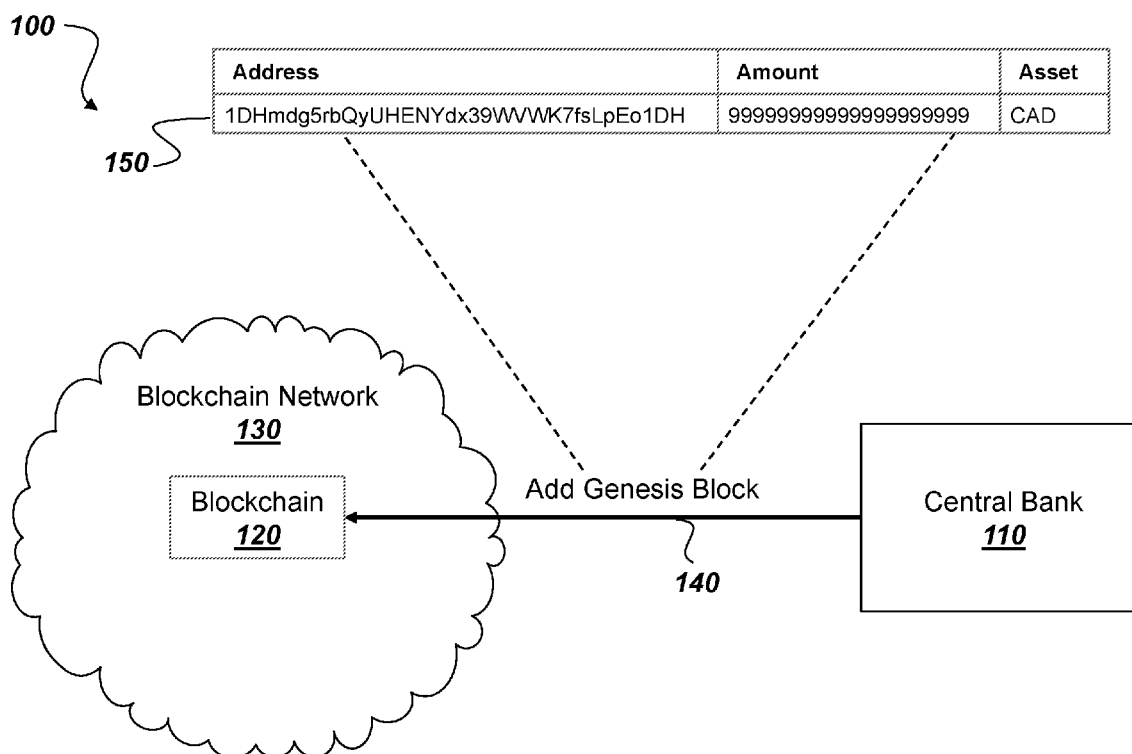 100
Address Amount Asset
1DHmdg5rbQyUHENYdx39WVWK7fsLpEo1DH 99999999999999999999 CAD
150
Blockchain Network
130
Add Genesis Block
Blockchain
120
Central Bank
110
140